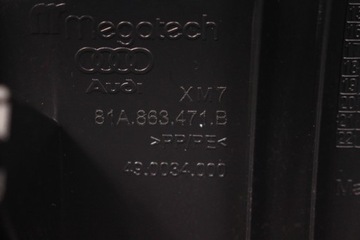 Megatech
Audi
XM7
81A.863.471.B
>PP/PE<
49.0034.000